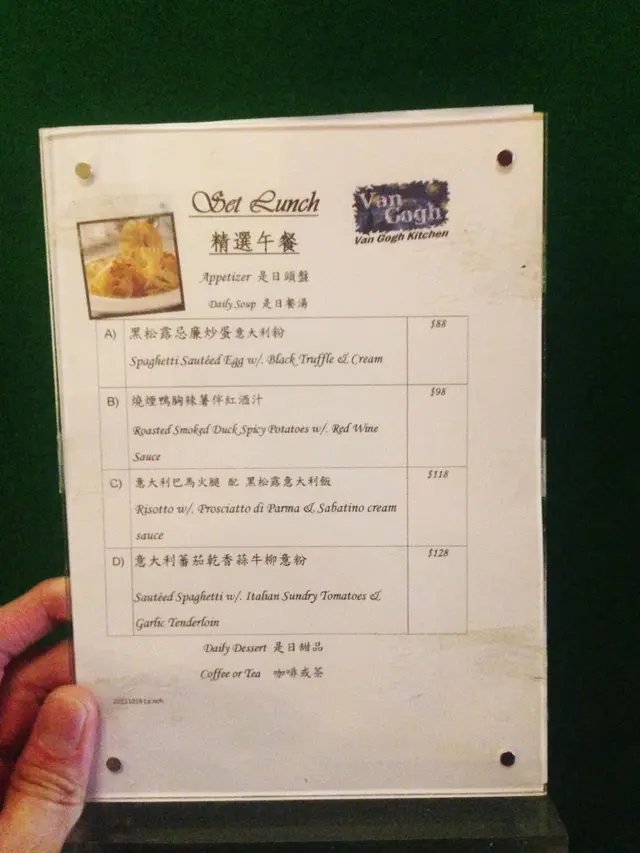 Set Lunch
Van
Gogh
Van Gogh Kitchen
精選午餐
Appetizer 是日頭盤
Daily Soup 是日餐湯
A) 黑松露忌廉炒蛋意大利粉 $88
Spaghetti Sautéed Egg w/. Black Truffle & Cream
B) 燒煙鴨胸辣薯伴紅酒汁 $98
Roasted Smoked Duck Spicy Potatoes w/. Red Wine
Sauce
C) 意大利巴馬火腿 配 黑松露意大利飯 $118
Risotto w/. Prosciatto di Parma & Sabatino cream
sauce
D) 意大利蕃茄乾香蒜牛柳意粉 $128
Sautéed Spaghetti w/. Italian Sundry Tomatoes &
Garlic Tenderloin
Daily Dessert 是日甜品
Coffee or Tea 咖啡或茶